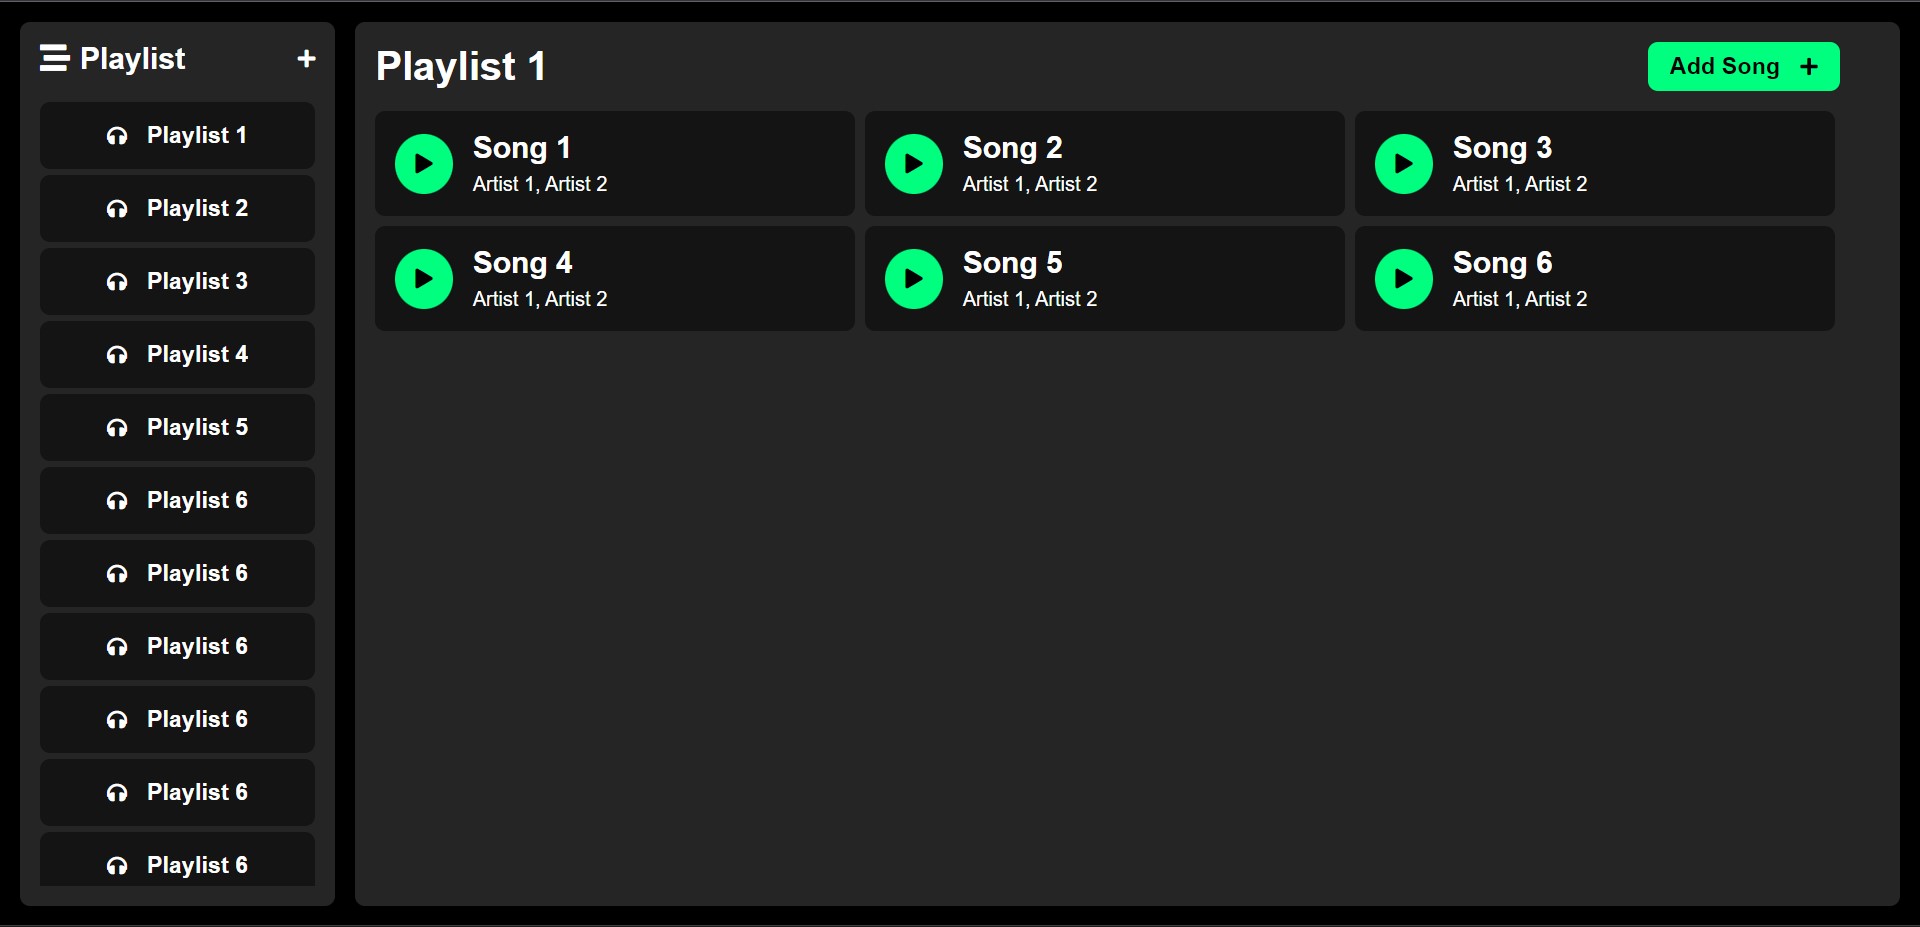 Playlist
Playlist 1
Playlist 2
Playlist 3
Playlist 4
Playlist 5
Playlist 6
Playlist 6
Playlist 6
Playlist 6
Playlist 6
Playlist 6
Playlist 1
Add Song
Song 1
Artist 1, Artist 2
Song 2
Artist 1, Artist 2
Song 3
Artist 1, Artist 2
Song 4
Artist 1, Artist 2
Song 5
Artist 1, Artist 2
Song 6
Artist 1, Artist 2